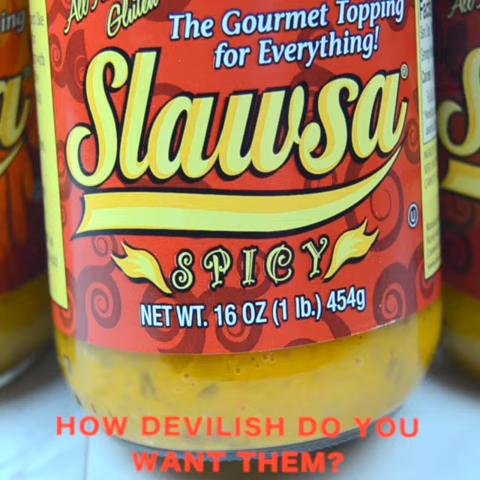 Gluten
The Gourmet Topping
for Everything!
Slawsa®
SPICY
U
NET WT. 16 OZ (1 lb.) 454g
HOW DEVILISH DO YOU
WANT THEM?